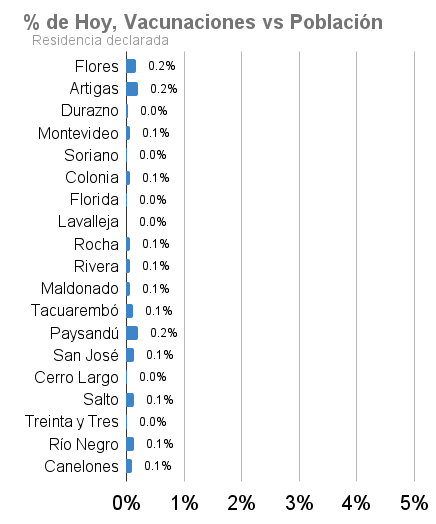 % de Hoy, Vacunaciones vs Población
Residencia declarada
Flores 0.2%
Artigas 0.2%
Durazno 0.0%
Montevideo 0.1%
Soriano 0.0%
Colonia 0.1%
Florida 0.0%
Lavalleja 0.0%
Rocha 0.1%
Rivera 0.1%
Maldonado 0.1%
Tacuarembó 0.1%
Paysandú 0.2%
San José 0.1%
Cerro Largo 0.0%
Salto 0.1%
Treinta y Tres 0.0%
Río Negro 0.1%
Canelones 0.1%
0% 1% 2% 3% 4% 5%